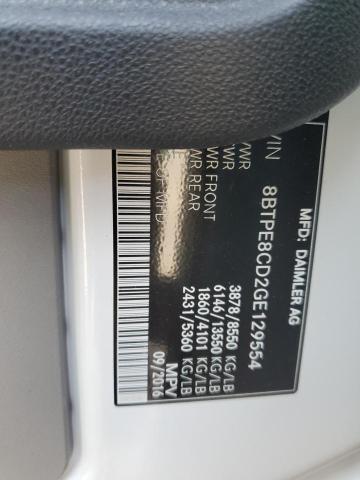 MFD: DAIMLER AG
VIN 8BTPE8CD2GE129554
VWR 3878/8550 KG/LB
CWR 6146/13550 KG/LB
WR FRONT 1860/4101 KG/LB
WR REAR 2431/5360 KG/LB
OF MFD 09/2016
MPV